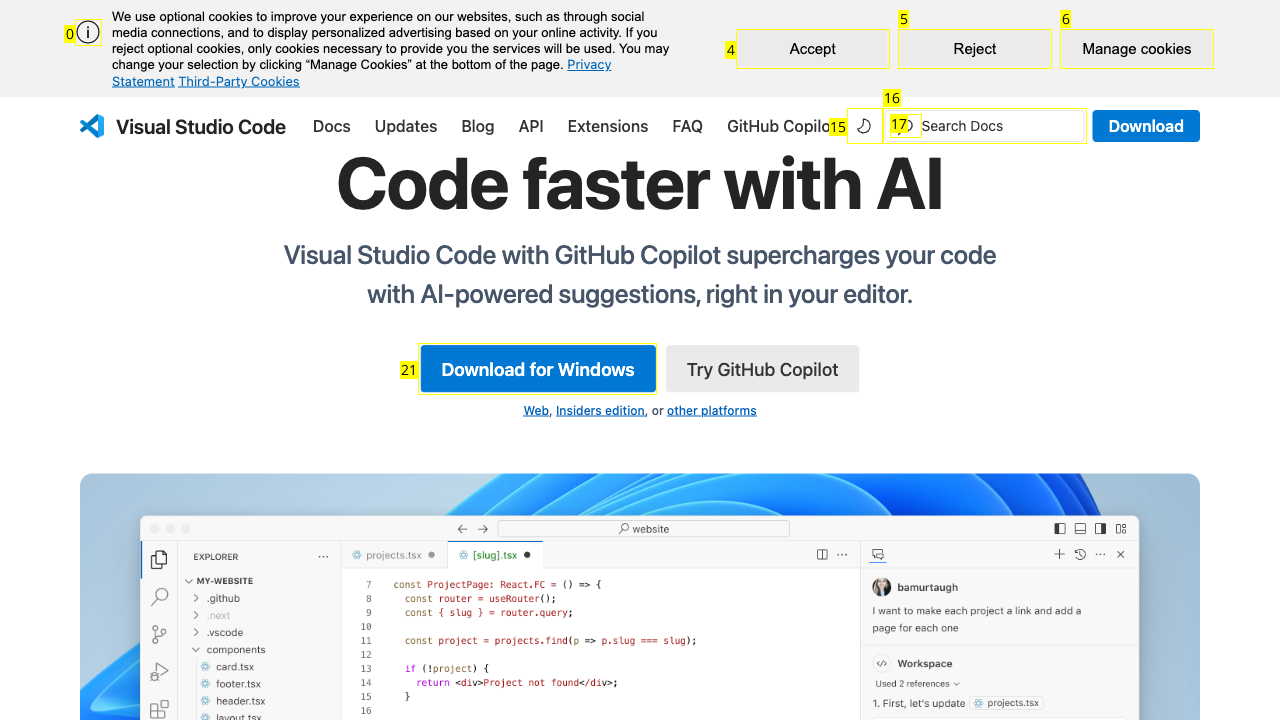 0
We use optional cookies to improve your experience on our websites, such as through social
media connections, and to display personalized advertising based on your online activity. If you
reject optional cookies, only cookies necessary to provide you the services will be used. You may
change your selection by clicking “Manage Cookies” at the bottom of the page. Privacy
Statement Third-Party Cookies
4
Accept
5
Reject
6
Manage cookies
Visual Studio Code
Docs
Updates
Blog
API
Extensions
FAQ
GitHub Copilo
15
16
17
Search Docs
Download
Code faster with AI
Visual Studio Code with GitHub Copilot supercharges your code
with AI-powered suggestions, right in your editor.
21
Download for Windows
Try GitHub Copilot
Web, Insiders edition, or other platforms
website
EXPLORER
MY-WEBSITE
.github
.next
.vscode
components
card.tsx
footer.tsx
header.tsx
layout.tsx
projects.tsx
[slug].tsx
7 const ProjectPage: React.FC = () => {
8 const router = useRouter();
9 const { slug } = router.query;
10
11 const project = projects.find(p => p.slug === slug);
12
13 if (!project) {
14 return <div>Project not found</div>;
15 }
16
bamurtaugh
I want to make each project a link and add a
page for each one
Workspace
Used 2 references
1. First, let's update projects.tsx